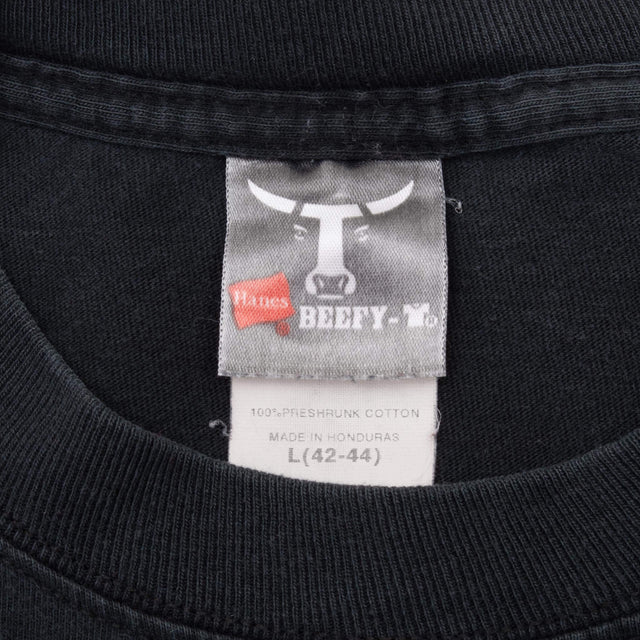 Hanes
BEEFY-
100% PRESHRUNK COTTON
MADE IN HONDURAS
L(42-44)